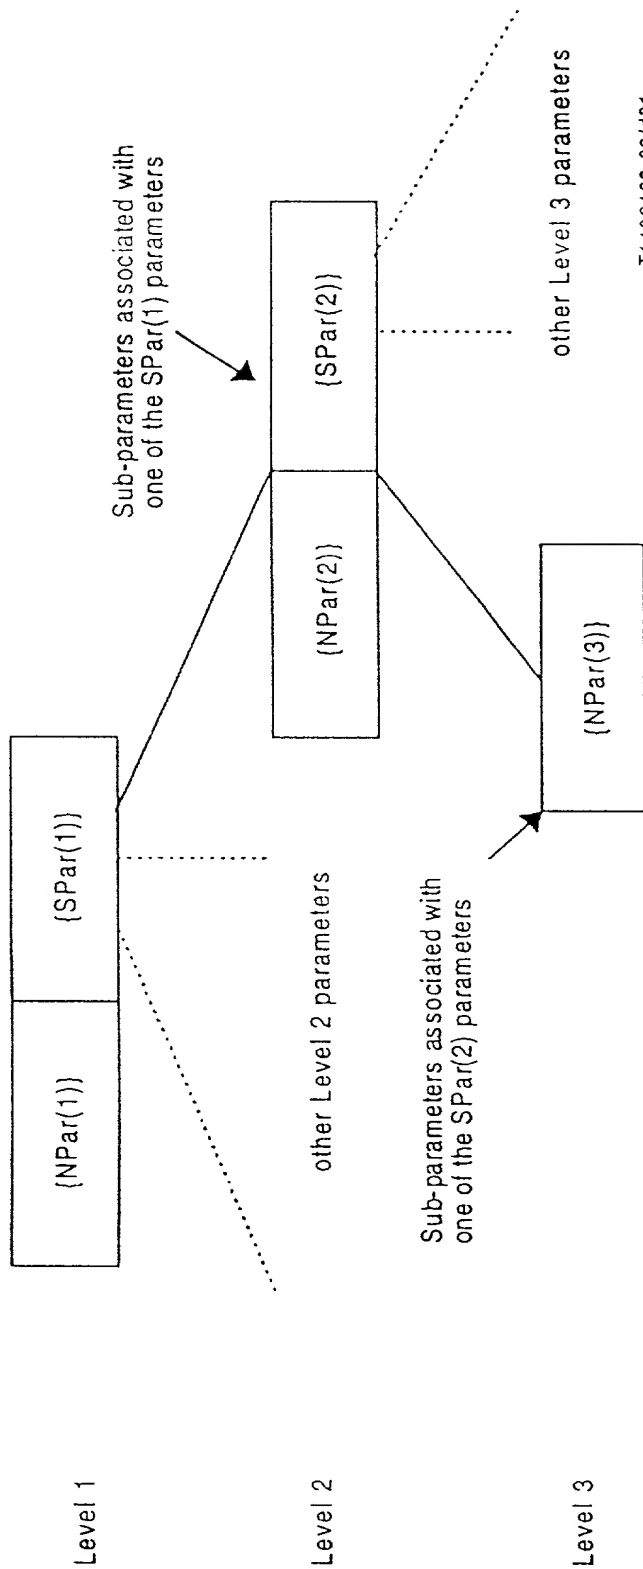 Level 1
{NPar(1)}
{SPar(1)}
Sub-parameters associated with
one of the SPar(1) parameters
Level 2
other Level 2 parameters
{NPar(2)}
{SPar(2)}
Sub-parameters associated with
one of the SPar(2) parameters
other Level 3 parameters
Level 3
{NPar(3)}